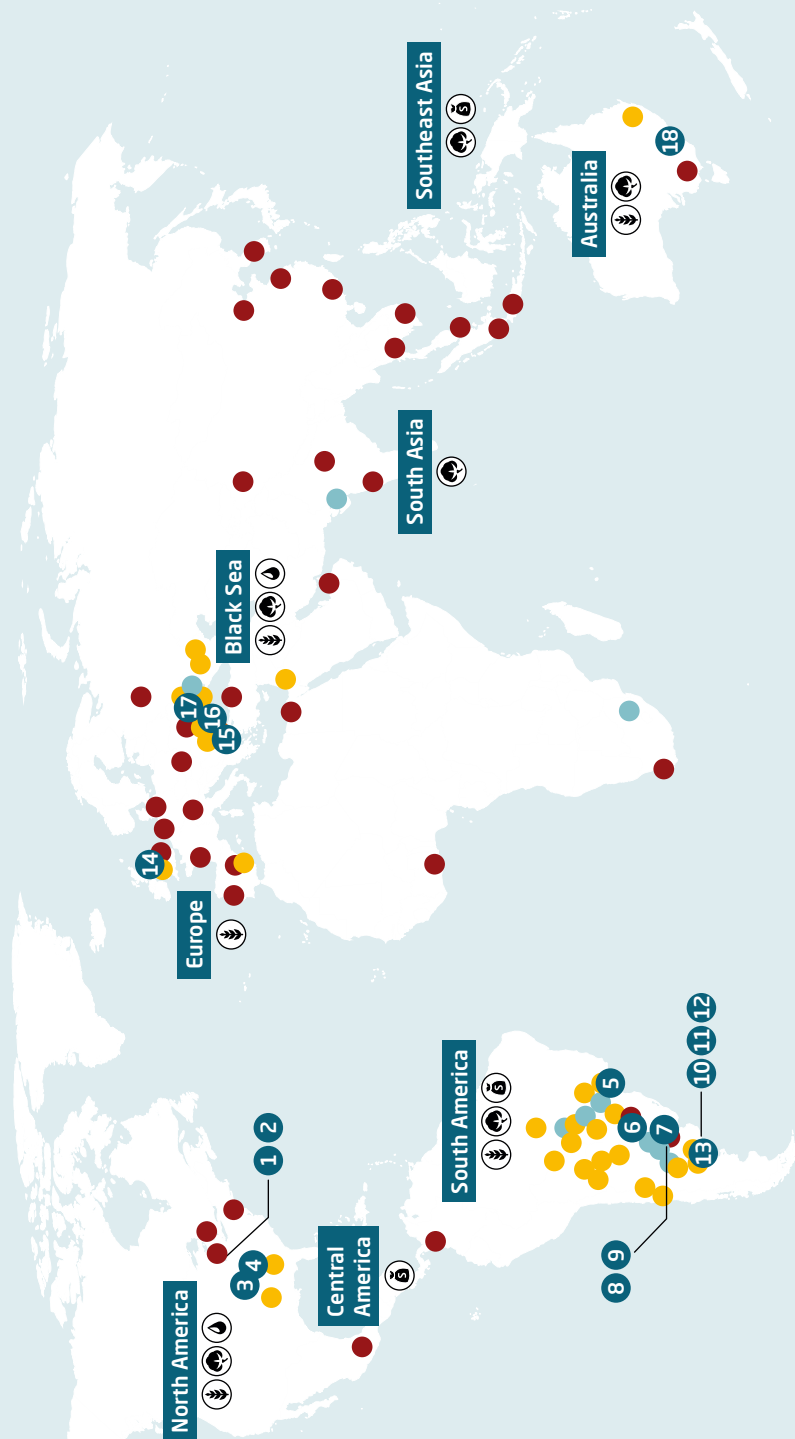 North America
1 2
3 4
Central
America
South America
5
6
7
8 9
10 11 12
13
Europe
14
Black Sea
15
16
17
South Asia
Southeast Asia
Australia
18